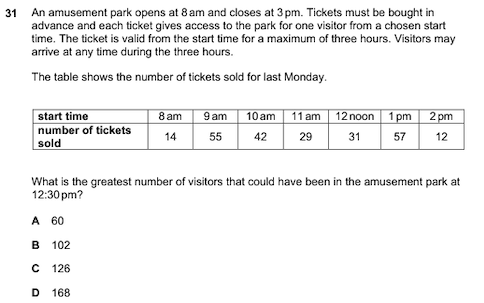 31 An amusement park opens at 8 am and closes at 3 pm. Tickets must be bought in
advance and each ticket gives access to the park for one visitor from a chosen start
time. The ticket is valid from the start time for a maximum of three hours. Visitors may
arrive at any time during the three hours.
The table shows the number of tickets sold for last Monday.
start time 8 am 9 am 10 am 11 am 12 noon 1 pm 2 pm
number of tickets
sold 14 55 42 29 31 57 12
What is the greatest number of visitors that could have been in the amusement park at
12:30 pm?
A 60
B 102
C 126
D 168